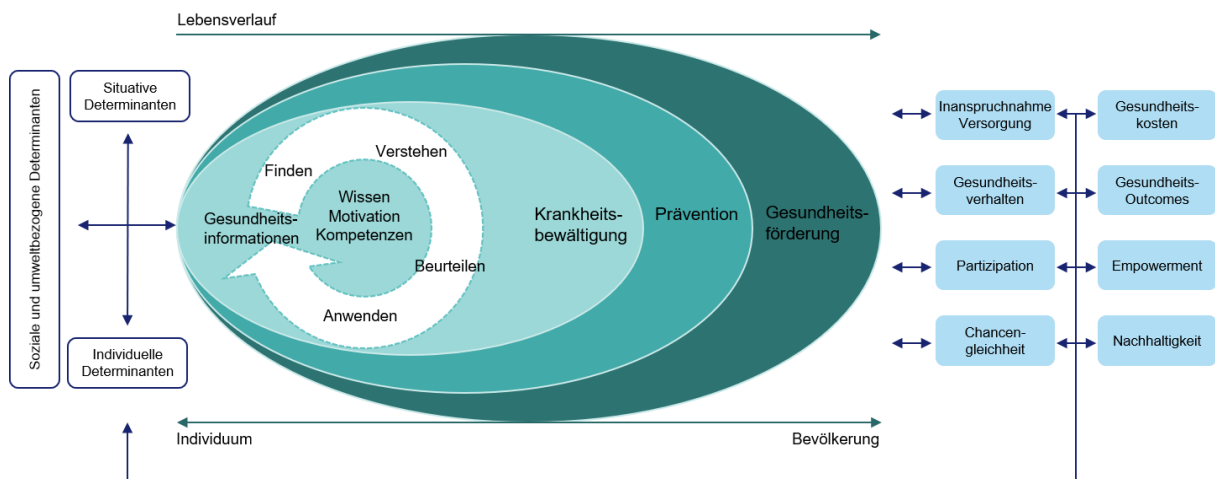 Lebensverlauf
Soziale und umweltbezogene Determinanten
Situative
Determinanten
Individuelle
Determinanten
Finden
Verstehen
Gesundheits-
informationen
Wissen
Motivation
Kompetenzen
Beurteilen
Anwenden
Krankheits-
bewältigung
Prävention
Gesundheits-
förderung
Individuum
Bevölkerung
Inanspruchnahme
Versorgung
Gesundheits-
kosten
Gesundheits-
verhalten
Gesundheits-
Outcomes
Partizipation
Empowerment
Chancen-
gleichheit
Nachhaltigkeit